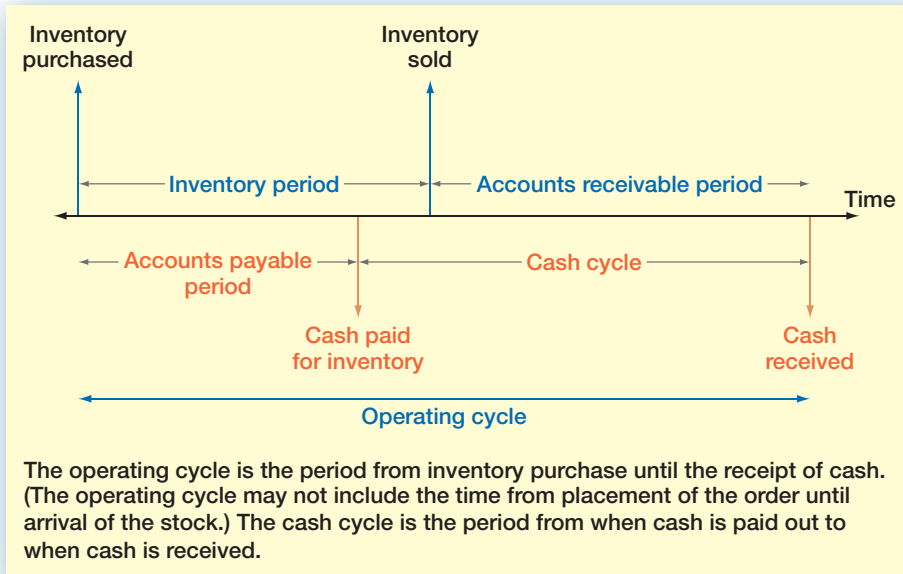 Inventory
purchased
Inventory
sold
Inventory period
Accounts receivable period
Time
Accounts payable
period
Cash cycle
Cash paid
for inventory
Cash
received
Operating cycle
The operating cycle is the period from inventory purchase until the receipt of cash.
(The operating cycle may not include the time from placement of the order until
arrival of the stock.) The cash cycle is the period from when cash is paid out to
when cash is received.